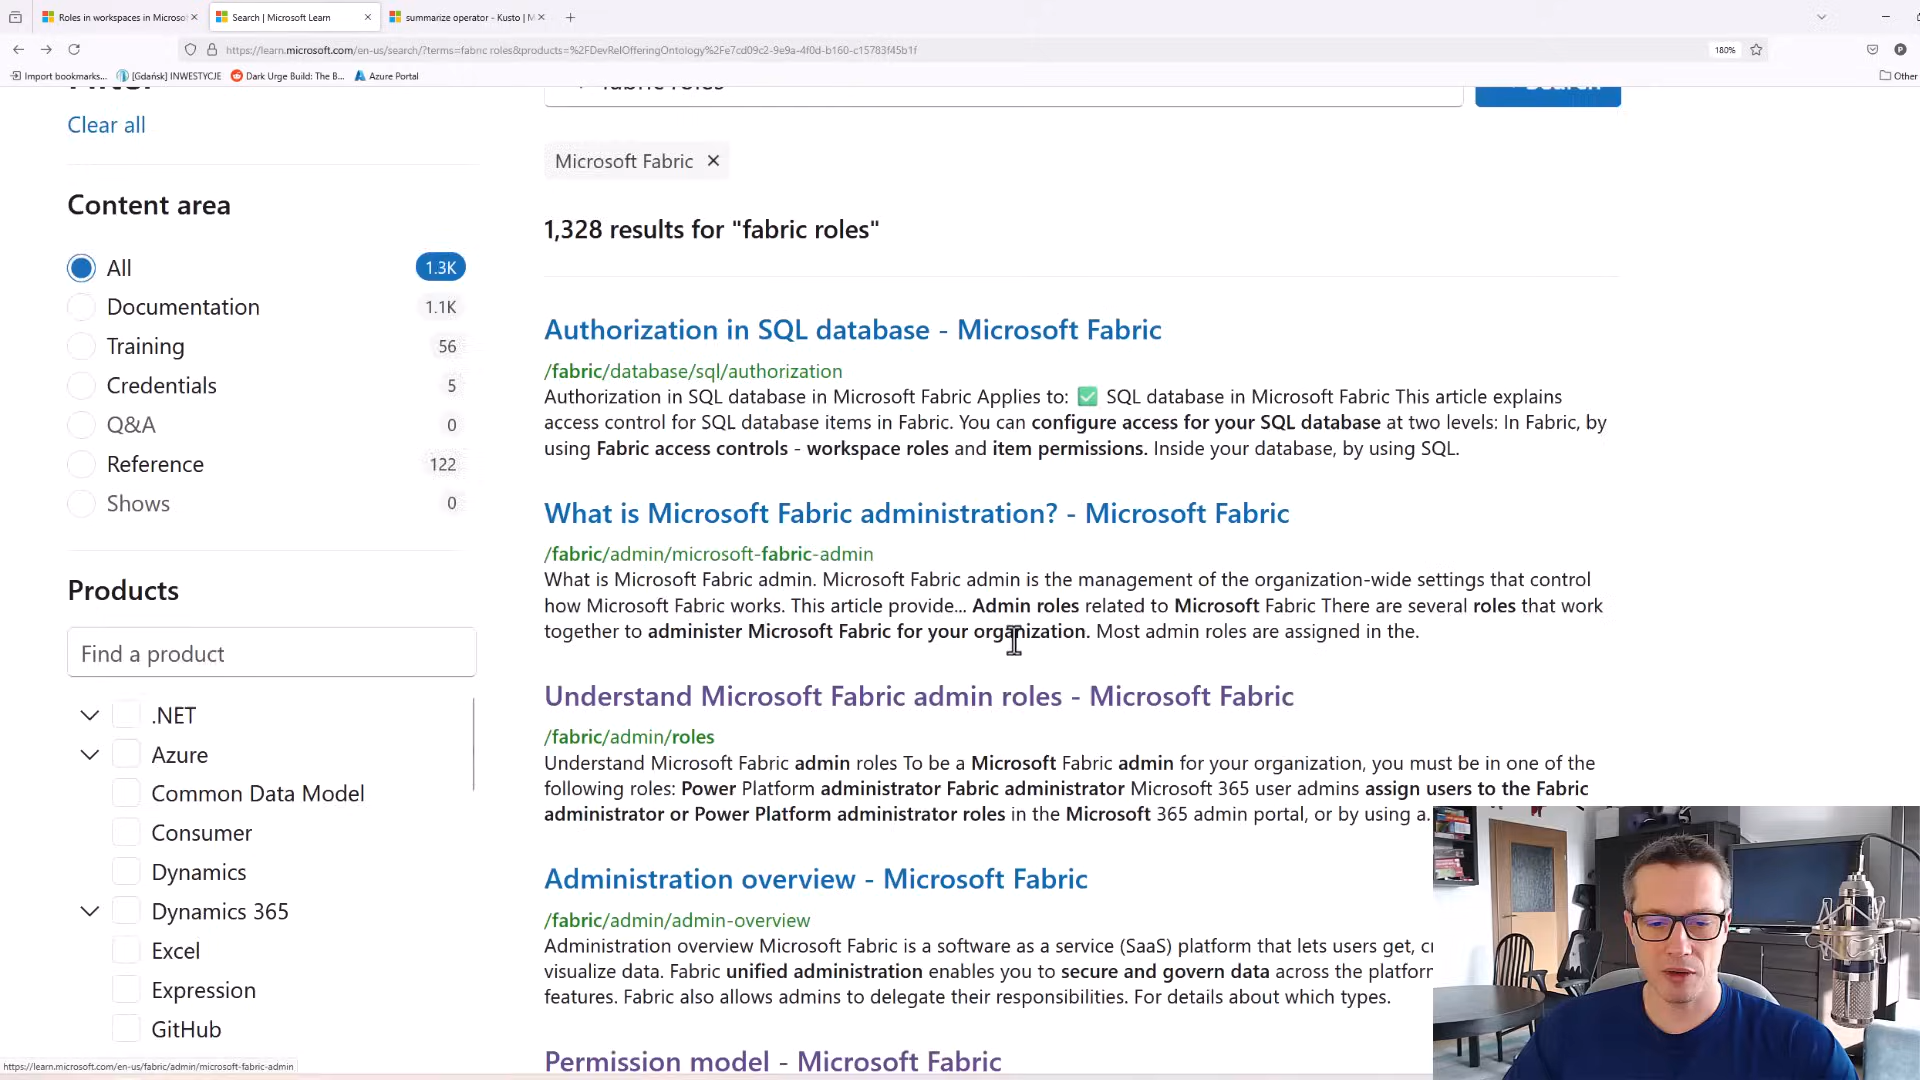 Roles in workspaces in Microso
Search | Microsoft Learn
summarize operator - Kusto | M
https://learn.microsoft.com/en-us/search/?terms=fabric roles&products=%2FDevRelOfferingOntology%2Fe7cd09c2-9e9a-4f0d-b160-c15783f45b1f
180%
Import bookmarks...
[Gdańsk] INWESTYCJE
Dark Urge Build: The B...
Azure Portal
Other
Filter
fabric roles
Search
Clear all
Microsoft Fabric
Content area
1,328 results for "fabric roles"
All 1.3K
Documentation 1.1K
Training 56
Credentials 5
Q&A 0
Reference 122
Shows 0
Products
Find a product
.NET
Azure
Common Data Model
Consumer
Dynamics
Dynamics 365
Excel
Expression
GitHub
Authorization in SQL database - Microsoft Fabric
/fabric/database/sql/authorization
Authorization in SQL database in Microsoft Fabric Applies to: ✅ SQL database in Microsoft Fabric This article explains
access control for SQL database items in Fabric. You can configure access for your SQL database at two levels: In Fabric, by
using Fabric access controls - workspace roles and item permissions. Inside your database, by using SQL.
What is Microsoft Fabric administration? - Microsoft Fabric
/fabric/admin/microsoft-fabric-admin
What is Microsoft Fabric admin. Microsoft Fabric admin is the management of the organization-wide settings that control
how Microsoft Fabric works. This article provide... Admin roles related to Microsoft Fabric There are several roles that work
together to administer Microsoft Fabric for your organization. Most admin roles are assigned in the.
Understand Microsoft Fabric admin roles - Microsoft Fabric
/fabric/admin/roles
Understand Microsoft Fabric admin roles To be a Microsoft Fabric admin for your organization, you must be in one of the
following roles: Power Platform administrator Fabric administrator Microsoft 365 user admins assign users to the Fabric
administrator or Power Platform administrator roles in the Microsoft 365 admin portal, or by using a.
Administration overview - Microsoft Fabric
/fabric/admin/admin-overview
Administration overview Microsoft Fabric is a software as a service (SaaS) platform that lets users get, cr
visualize data. Fabric unified administration enables you to secure and govern data across the platform
features. Fabric also allows admins to delegate their responsibilities. For details about which types.
Permission model - Microsoft Fabric
https://learn.microsoft.com/en-us/fabric/admin/microsoft-fabric-admin